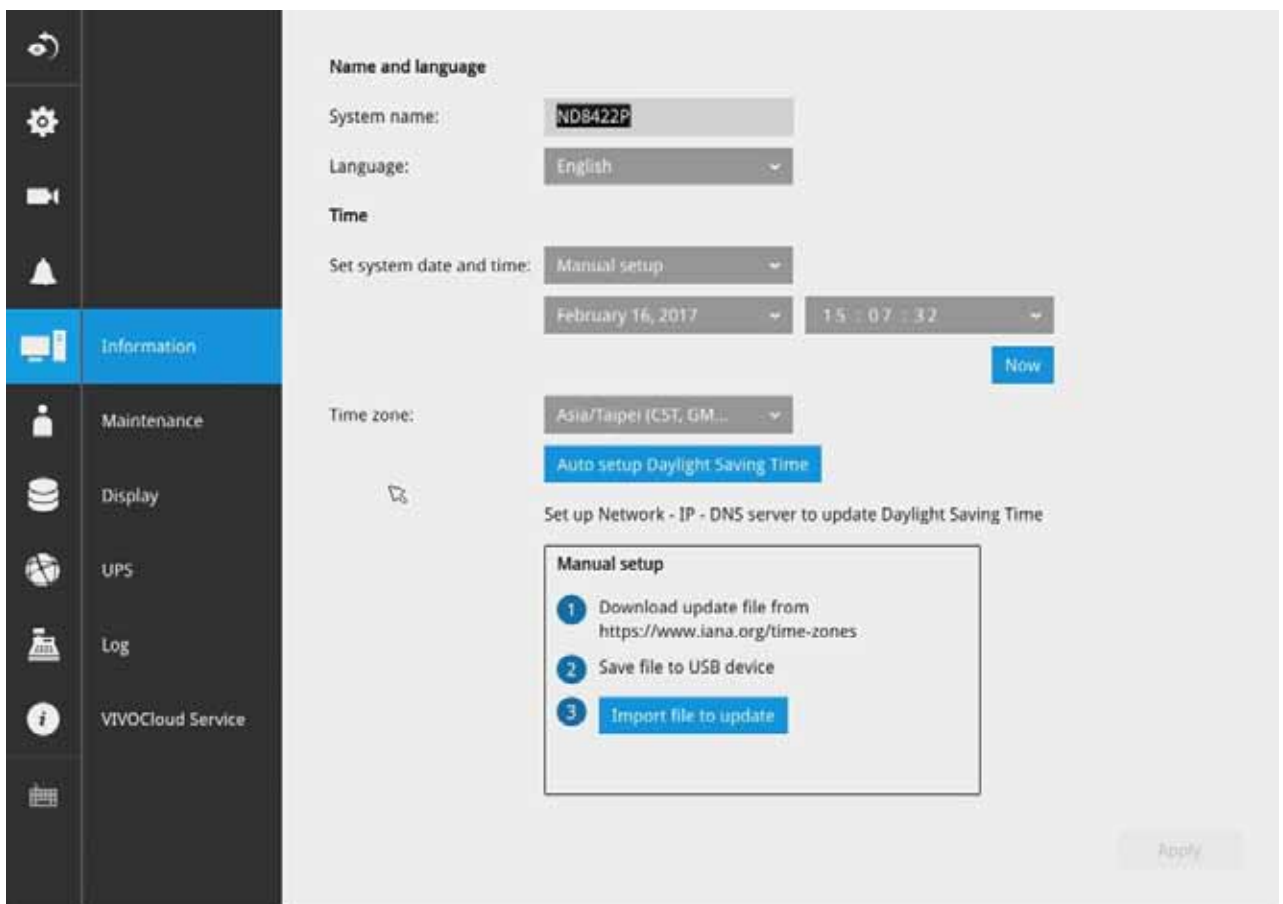 Name and language
System name: ND8422P
Language: English
Time
Set system date and time: Manual setup
February 16, 2017 15 : 07 : 32
Now
Information
Maintenance
Display
UPS
Log
VIVOCloud Service
Time zone: Asia/Taipei (CST, GM...
Auto setup Daylight Saving Time
Set up Network - IP - DNS server to update Daylight Saving Time
Manual setup
1 Download update file from
https://www.iana.org/time-zones
2 Save file to USB device
3 Import file to update
Apply